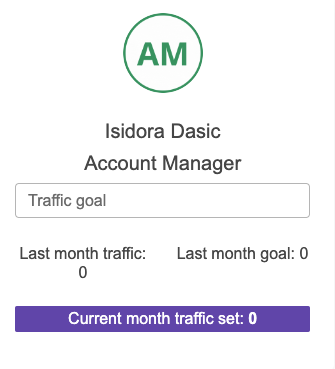 AM
Isidora Dasic
Account Manager
Traffic goal
Last month traffic: 0
Last month goal: 0
Current month traffic set: 0